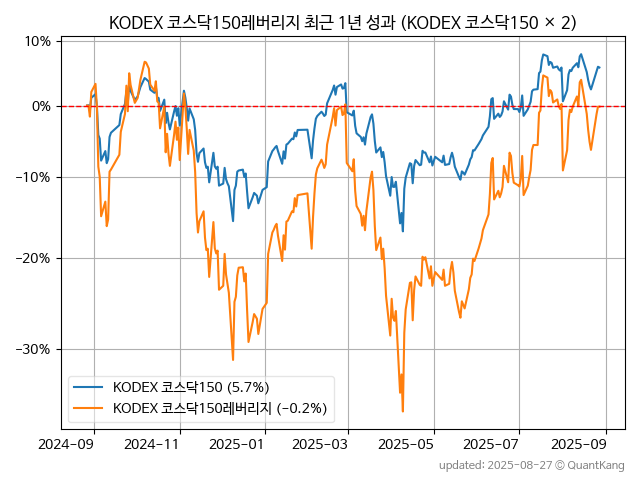 KODEX 코스닥150레버리지 최근 1년 성과 (KODEX 코스닥150 × 2)
10%
0%
−10%
−20%
−30%
KODEX 코스닥150 (5.7%)
KODEX 코스닥150레버리지 (−0.2%)
2024-09 2024-11 2025-01 2025-03 2025-05 2025-07 2025-09
updated: 2025-08-27 © QuantKang